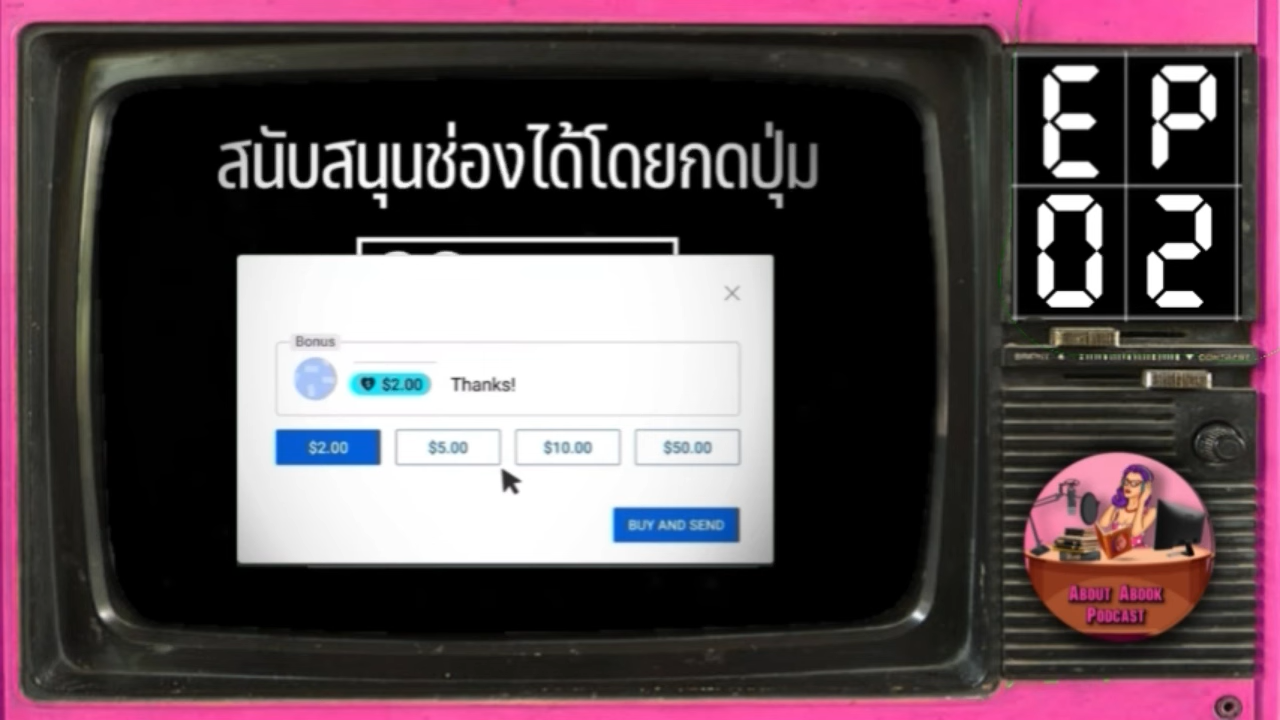 สนับสนุนช่องได้โดยกดปุ่ม
Bonus
$2.00 Thanks!
$2.00 $5.00 $10.00 $50.00
BUY AND SEND
EP
02
CONTRAST
ABOUT ABOOK
PODCAST